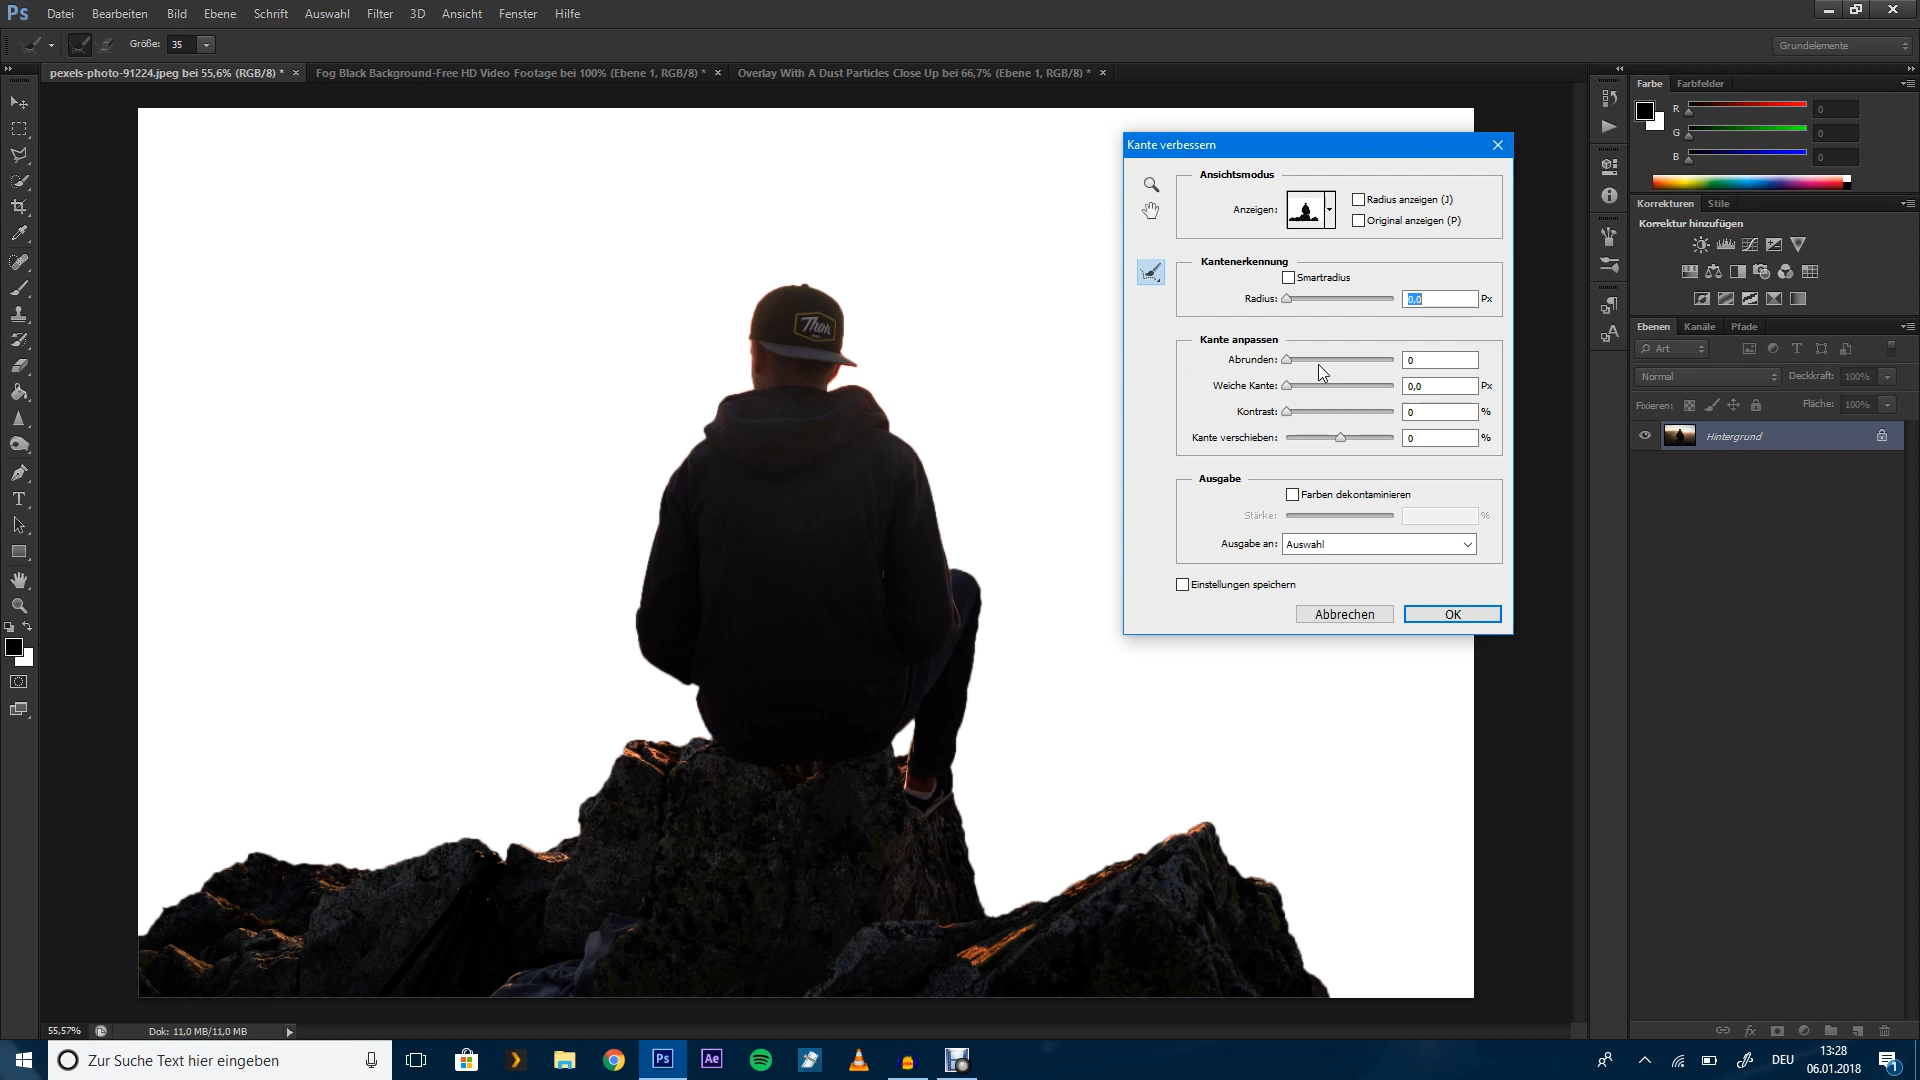 Ps Datei Bearbeiten Bild Ebene Schrift Auswahl Filter 3D Ansicht Fenster Hilfe
Größe: 35
Grundelemente
pexels-photo-91224.jpeg bei 55,6% (RGB/8) *
Fog Black Background-Free HD Video Footage bei 100% (Ebene 1, RGB/8) *
Overlay With A Dust Particles Close Up bei 66,7% (Ebene 1, RGB/8) *
Kante verbessern
Ansichtsmodus
Anzeigen:
Radius anzeigen (J)
Original anzeigen (P)
Kantenerkennung
Smartradius
Radius: 0,0 Px
Kante anpassen
Abrunden: 0
Weiche Kante: 0,0 Px
Kontrast: 0 %
Kante verschieben: 0 %
Ausgabe
Farben dekontaminieren
Stärke: %
Ausgabe an: Auswahl
Einstellungen speichern
Abbrechen OK
Thor
Farbe Farbfelder
R 0
G 0
B 0
Korrekturen Stile
Korrektur hinzufügen
Ebenen Kanäle Pfade
Art
Normal Deckkraft: 100%
Fixieren: Fläche: 100%
Hintergrund
55,57% Dok: 11,0 MB/11,0 MB
Zur Suche Text hier eingeben
Ps Ae
DEU
13:28
06.01.2018
1